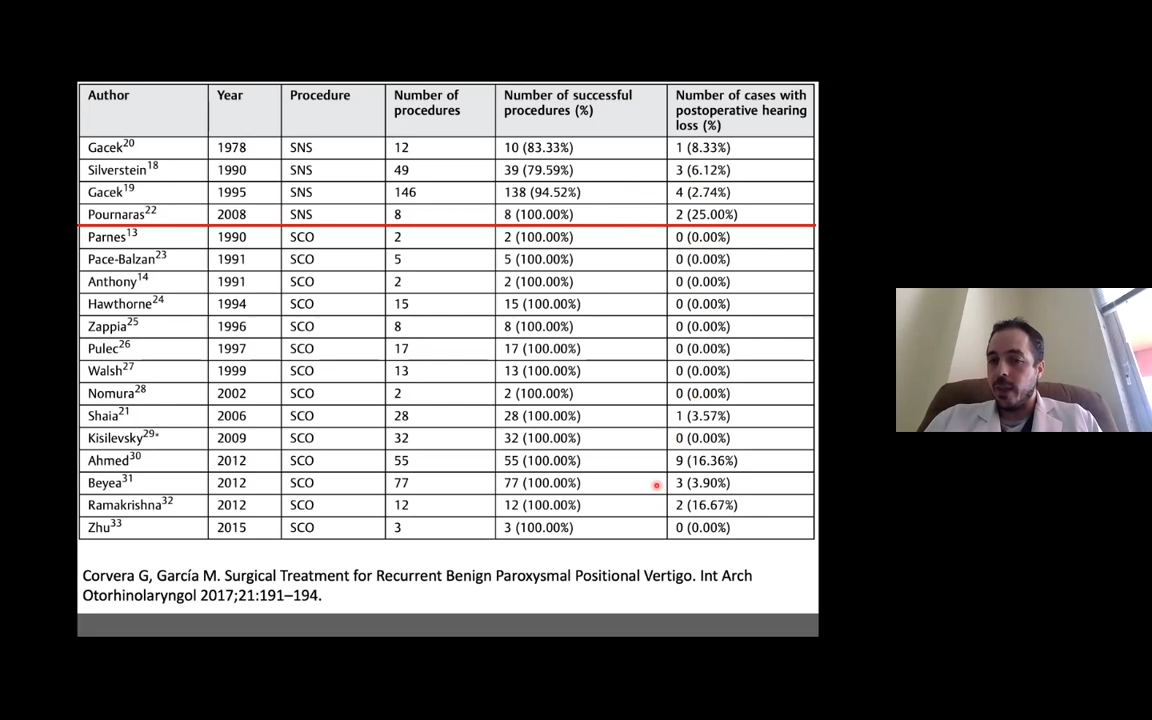 Author Year Procedure Number of procedures Number of successful procedures (%) Number of cases with postoperative hearing loss (%)
Gacek20 1978 SNS 12 10 (83.33%) 1 (8.33%)
Silverstein18 1990 SNS 49 39 (79.59%) 3 (6.12%)
Gacek19 1995 SNS 146 138 (94.52%) 4 (2.74%)
Pournaras22 2008 SNS 8 8 (100.00%) 2 (25.00%)
Parnes13 1990 SCO 2 2 (100.00%) 0 (0.00%)
Pace-Balzan23 1991 SCO 5 5 (100.00%) 0 (0.00%)
Anthony14 1991 SCO 2 2 (100.00%) 0 (0.00%)
Hawthorne24 1994 SCO 15 15 (100.00%) 0 (0.00%)
Zappia25 1996 SCO 8 8 (100.00%) 0 (0.00%)
Pulec26 1997 SCO 17 17 (100.00%) 0 (0.00%)
Walsh27 1999 SCO 13 13 (100.00%) 0 (0.00%)
Nomura28 2002 SCO 2 2 (100.00%) 0 (0.00%)
Shaia21 2006 SCO 28 28 (100.00%) 1 (3.57%)
Kisilevsky29* 2009 SCO 32 32 (100.00%) 0 (0.00%)
Ahmed30 2012 SCO 55 55 (100.00%) 9 (16.36%)
Beyea31 2012 SCO 77 77 (100.00%) 3 (3.90%)
Ramakrishna32 2012 SCO 12 12 (100.00%) 2 (16.67%)
Zhu33 2015 SCO 3 3 (100.00%) 0 (0.00%)
Corvera G, García M. Surgical Treatment for Recurrent Benign Paroxysmal Positional Vertigo. Int Arch
Otorhinolaryngol 2017;21:191–194.